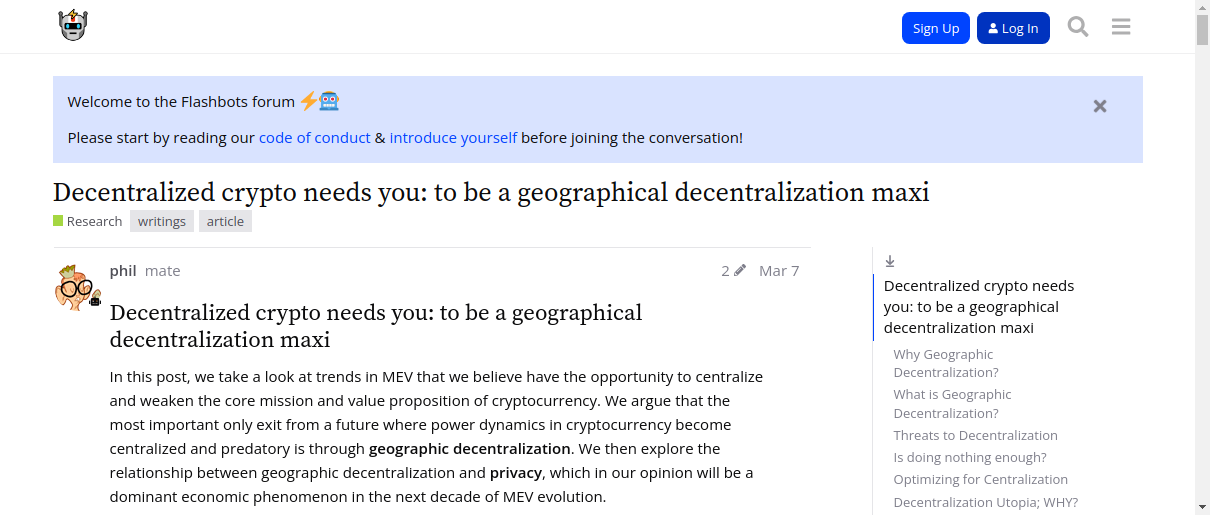 Sign Up
Log In
Welcome to the Flashbots forum
Please start by reading our code of conduct & introduce yourself before joining the conversation!
Decentralized crypto needs you: to be a geographical decentralization maxi
Research writings article
phil mate 2 Mar 7
Decentralized crypto needs you: to be a geographical
decentralization maxi
In this post, we take a look at trends in MEV that we believe have the opportunity to centralize
and weaken the core mission and value proposition of cryptocurrency. We argue that the
most important only exit from a future where power dynamics in cryptocurrency become
centralized and predatory is through geographic decentralization. We then explore the
relationship between geographic decentralization and privacy, which in our opinion will be a
dominant economic phenomenon in the next decade of MEV evolution.
Decentralized crypto needs
you: to be a geographical
decentralization maxi
Why Geographic
Decentralization?
What is Geographic
Decentralization?
Threats to Decentralization
Is doing nothing enough?
Optimizing for Centralization
Decentralization Utopia; WHY?